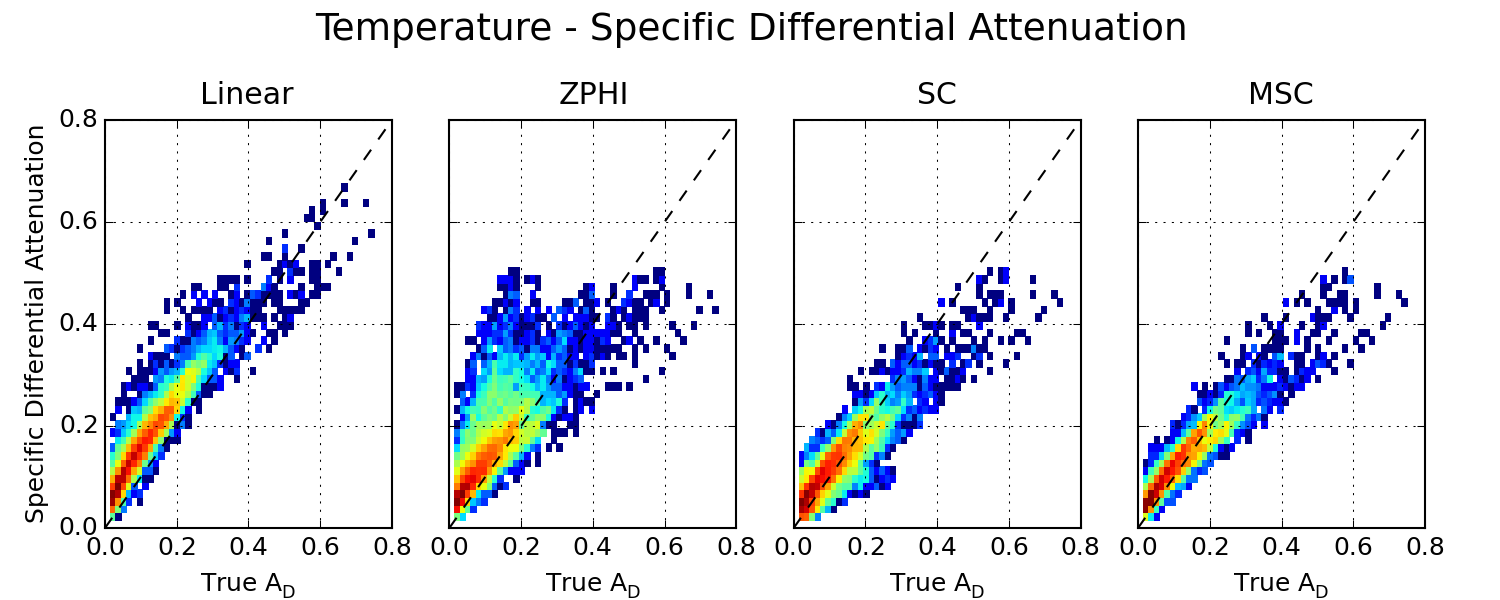 Temperature - Specific Differential Attenuation
Linear ZPHI SC MSC
Specific Differential Attenuation
0.8
0.6
0.4
0.2
0.0
0.0 0.2 0.4 0.6 0.8 0.0 0.2 0.4 0.6 0.8 0.0 0.2 0.4 0.6 0.8 0.0 0.2 0.4 0.6 0.8
True A_D True A_D True A_D True A_D